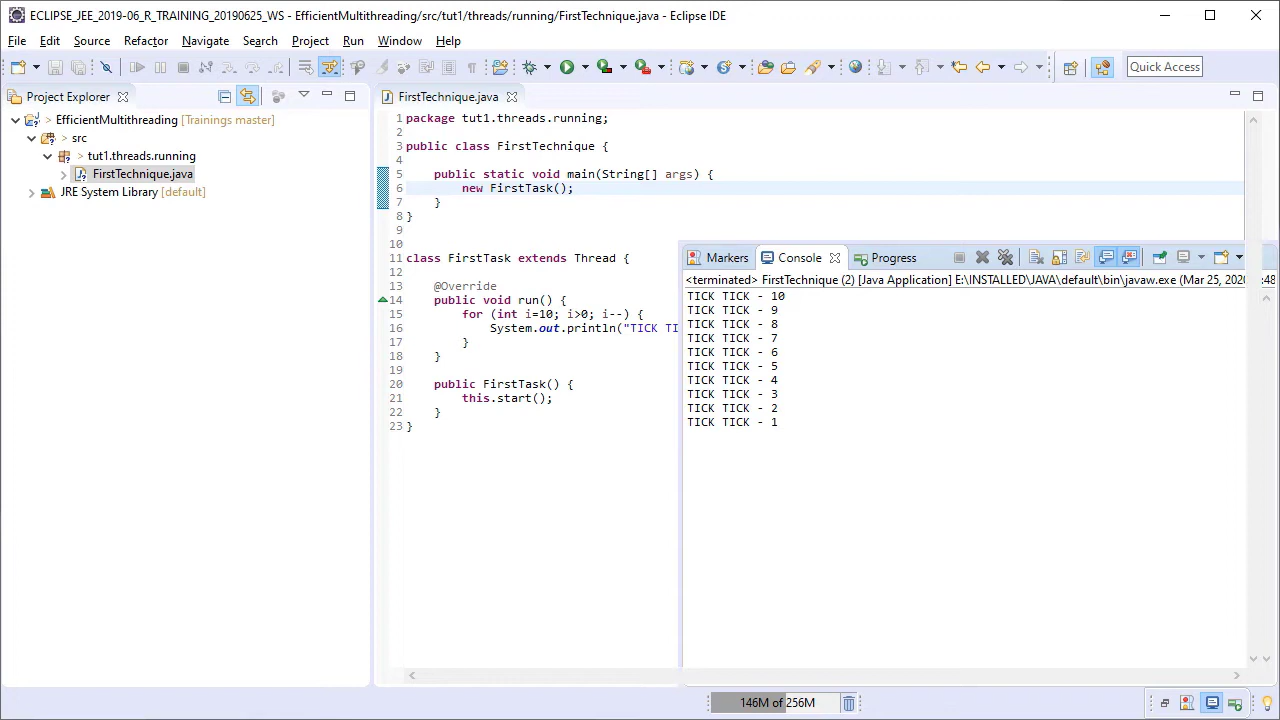 ECLIPSE_JEE_2019-06_R_TRAINING_20190625_WS - EfficientMultithreading/src/tut1/threads/running/FirstTechnique.java - Eclipse IDE
File Edit Source Refactor Navigate Search Project Run Window Help
Quick Access
Project Explorer
> EfficientMultithreading [Trainings master]
> src
> tut1.threads.running
FirstTechnique.java
JRE System Library [default]
FirstTechnique.java
1 package tut1.threads.running;
2
3 public class FirstTechnique {
4
5 public static void main(String[] args) {
6 new FirstTask();
7 }
8 }
9
10
11 class FirstTask extends Thread {
12
13 @Override
14 public void run() {
15 for (int i=10; i>0; i--) {
16 System.out.println("TICK TI
17 }
18 }
19
20 public FirstTask() {
21 this.start();
22 }
23 }
Markers Console Progress
<terminated> FirstTechnique (2) [Java Application] E:\INSTALLED\JAVA\default\bin\javaw.exe (Mar 25, 2020
TICK TICK - 10
TICK TICK - 9
TICK TICK - 8
TICK TICK - 7
TICK TICK - 6
TICK TICK - 5
TICK TICK - 4
TICK TICK - 3
TICK TICK - 2
TICK TICK - 1
146M of 256M